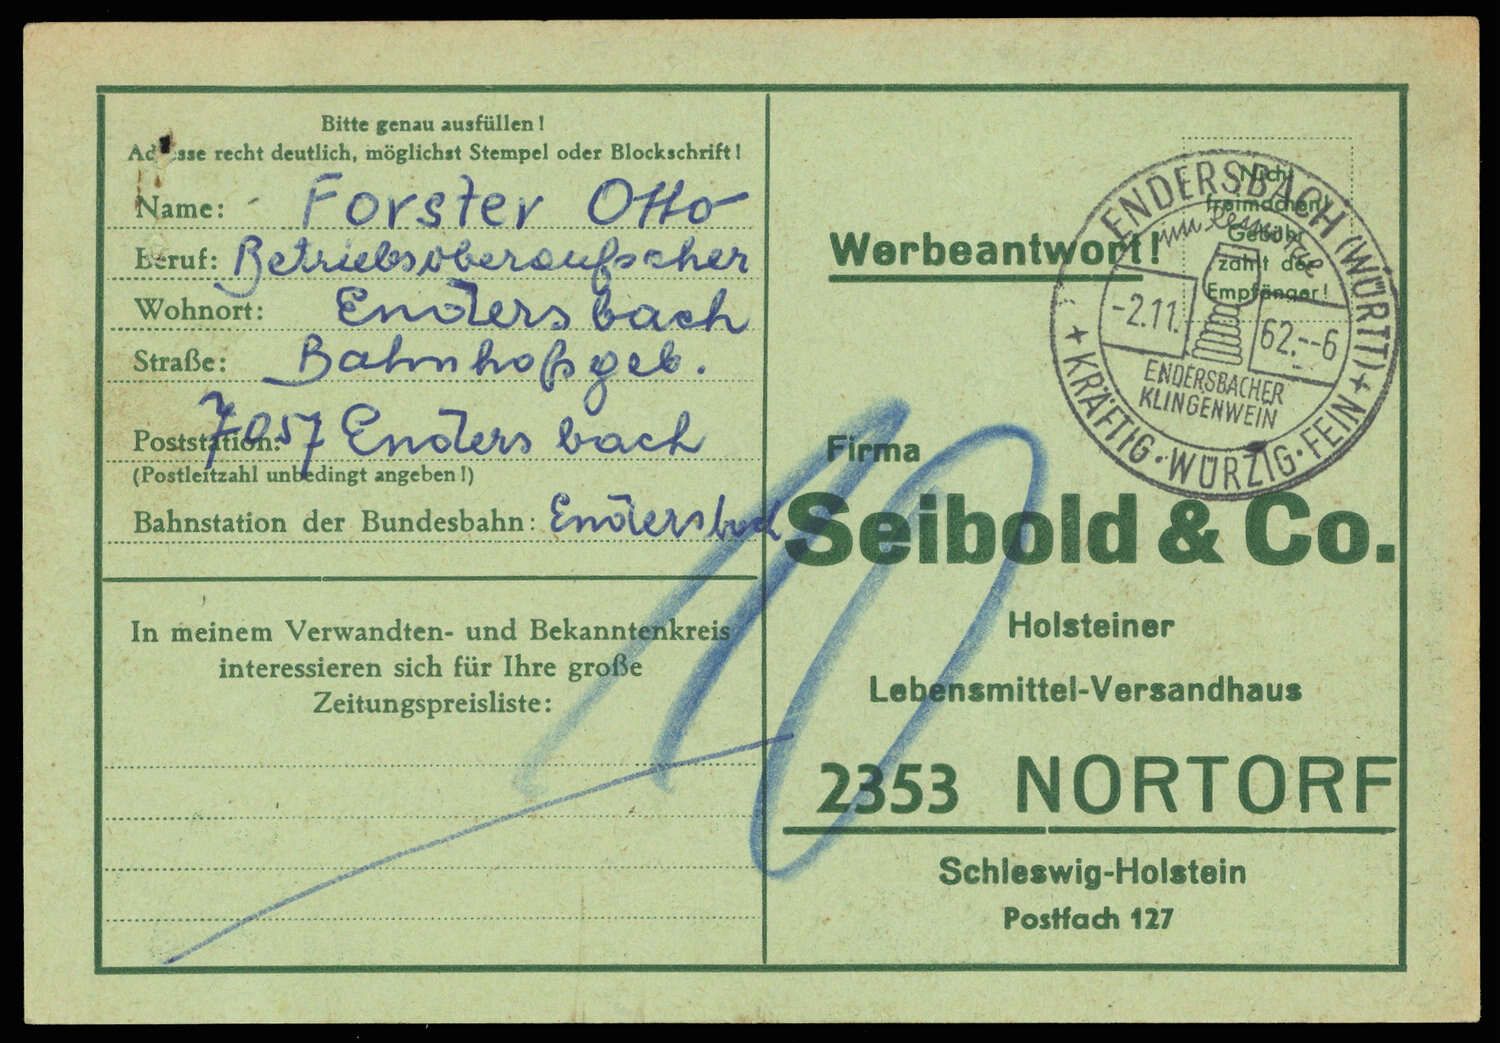 Bitte genau ausfüllen!
Adresse recht deutlich, möglichst Stempel oder Blockschrift!
Name: Forster Otto
Beruf: Betriebsoberaufseher
Wohnort: Endersbach
Straße: Bahnhofsgeb.
Poststation: 7057 Endersbach
(Postleitzahl unbedingt angeben!)
Bahnstation der Bundesbahn: Endersbach
In meinem Verwandten- und Bekanntenkreis
interessieren sich für Ihre große
Zeitungspreisliste:
10
Werbeantwort!
Nicht
freimachen!
Gebühr
zahlt der
Empfänger!
ENDERSBACH (WÜRTT)
-2.11.62.--6
ENDERSBACHER
KLINGENWEIN
+ KRÄFTIG · WÜRZIG · FEIN +
Firma
Seibold & Co.
Holsteiner
Lebensmittel-Versandhaus
2353 NORTORF
Schleswig-Holstein
Postfach 127